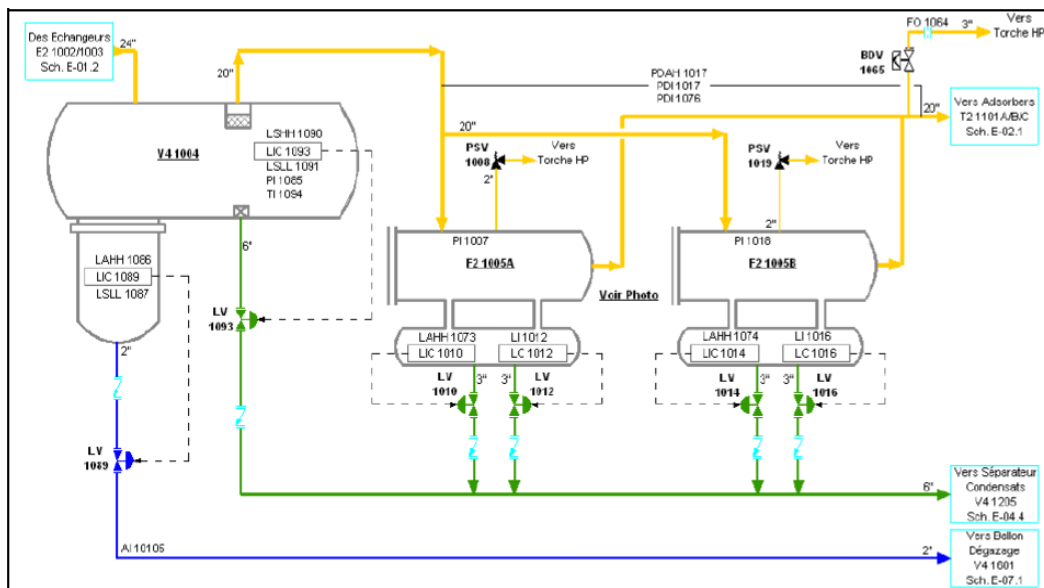 Des Echangeurs
E2 1002/1003
Sch. E-01.2
24"
20"
FO 1064
3"
Vers
Torche HP
BDV
1065
PDAH 1017
PDI 1017
PDI 1076
20"
Vers Adsorbers
T2 1101 A/B/C
Sch. E-02.1
V4 1004
LSHH 1090
LIC 1093
LSLL 1091
PI 1085
TI 1094
20"
PSV
1008
Vers
Torche HP
2"
PSV
1019
Vers
Torche HP
2"
6"
PI 1007
F2 1005A
PI 1018
F2 1005B
Voir Photo
LAHH 1086
LIC 1089
LSLL 1087
LV
1093
LAHH 1073
LIC 1010
LI 1012
LC 1012
LAHH 1074
LIC 1014
LI 1016
LC 1016
2"
LV
1010
3"
3"
LV
1012
LV
1014
3"
3"
LV
1016
LV
1089
6"
Vers Séparateur
Condensats
V4 1205
Sch. E-04.4
AI 10105
2"
Vers Ballon
Dégazage
V4 1601
Sch. E-07.1